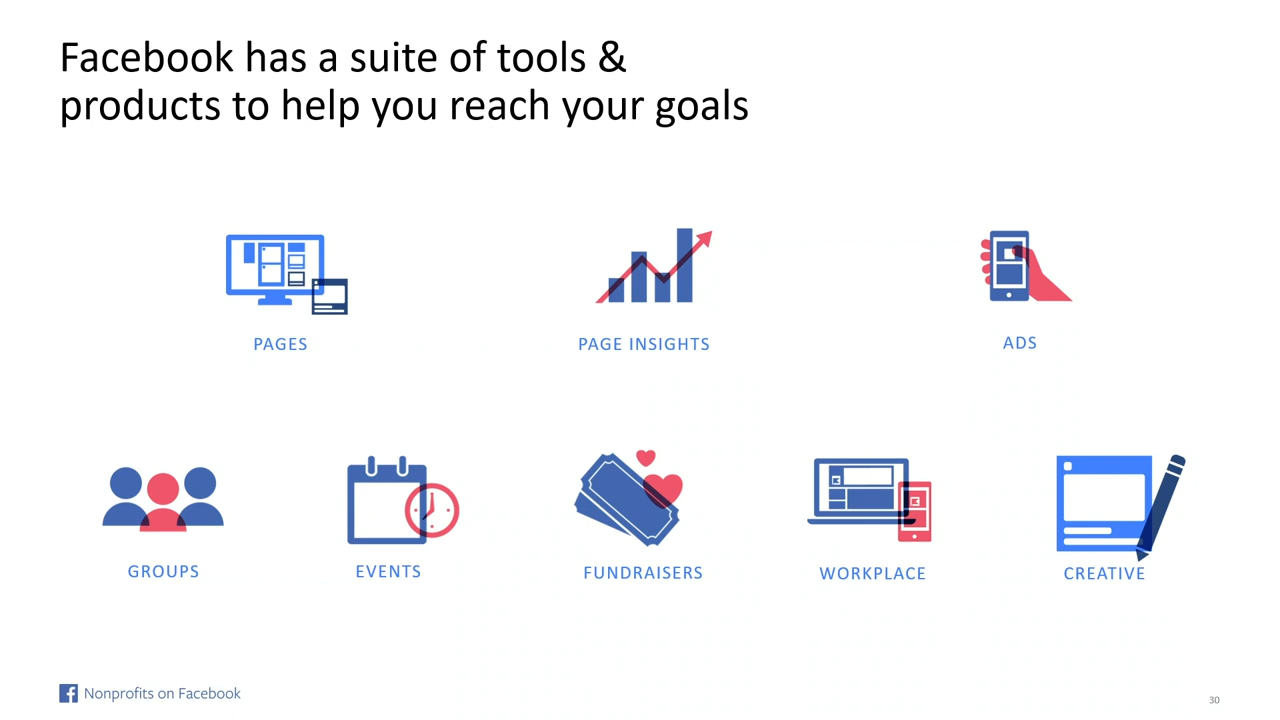 Facebook has a suite of tools &
products to help you reach your goals
PAGES
PAGE INSIGHTS
ADS
GROUPS
EVENTS
FUNDRAISERS
WORKPLACE
CREATIVE
Nonprofits on Facebook
30